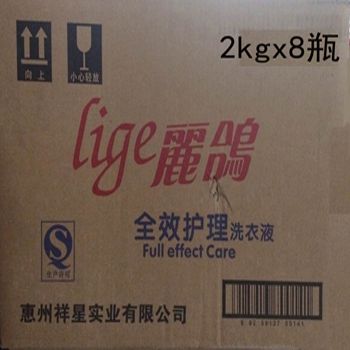 2kgx8瓶
向上
小心轻放
lige麗鸽
全效护理洗衣液
Full effect Care
生产许可
惠州祥星实业有限公司